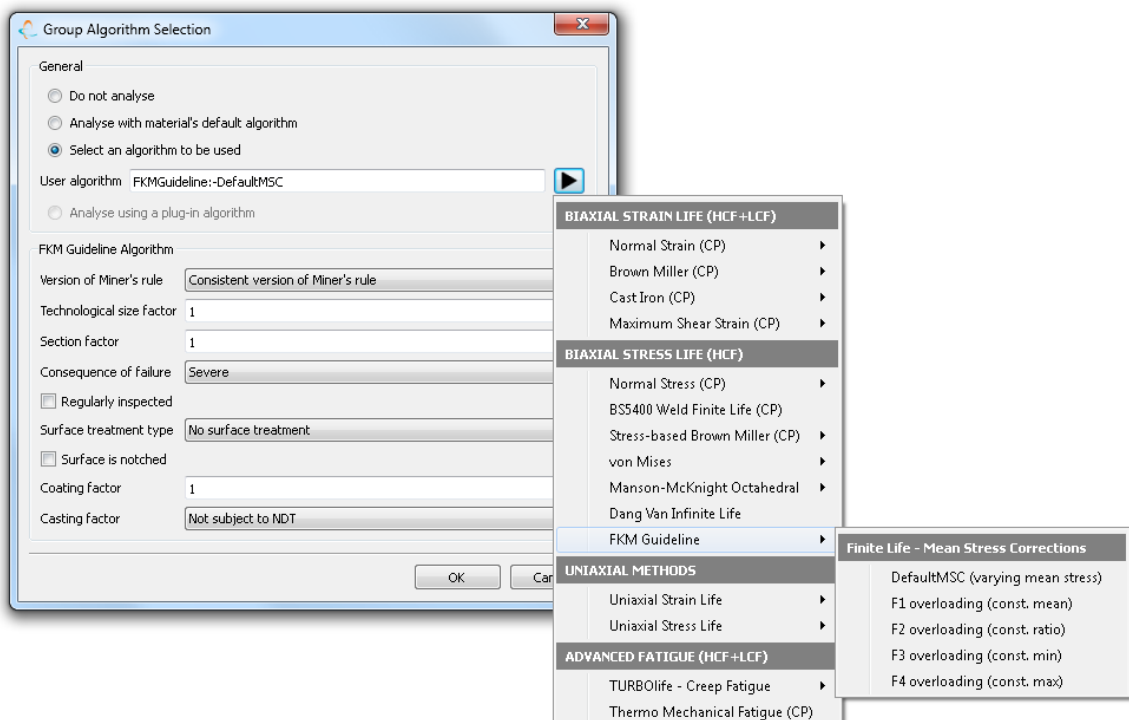 Group Algorithm Selection
General
Do not analyse
Analyse with material's default algorithm
Select an algorithm to be used
User algorithm FKMGuideline:-DefaultMSC
Analyse using a plug-in algorithm
FKM Guideline Algorithm
Version of Miner's rule Consistent version of Miner's rule
Technological size factor 1
Section factor 1
Consequence of failure Severe
Regularly inspected
Surface treatment type No surface treatment
Surface is notched
Coating factor 1
Casting factor Not subject to NDT
OK Car
BIAXIAL STRAIN LIFE (HCF+LCF)
Normal Strain (CP)
Brown Miller (CP)
Cast Iron (CP)
Maximum Shear Strain (CP)
BIAXIAL STRESS LIFE (HCF)
Normal Stress (CP)
BS5400 Weld Finite Life (CP)
Stress-based Brown Miller (CP)
von Mises
Manson-McKnight Octahedral
Dang Van Infinite Life
FKM Guideline
UNIAXIAL METHODS
Uniaxial Strain Life
Uniaxial Stress Life
ADVANCED FATIGUE (HCF+LCF)
TURBOlife - Creep Fatigue
Thermo Mechanical Fatigue (CP)
Finite Life - Mean Stress Corrections
DefaultMSC (varying mean stress)
F1 overloading (const. mean)
F2 overloading (const. ratio)
F3 overloading (const. min)
F4 overloading (const. max)